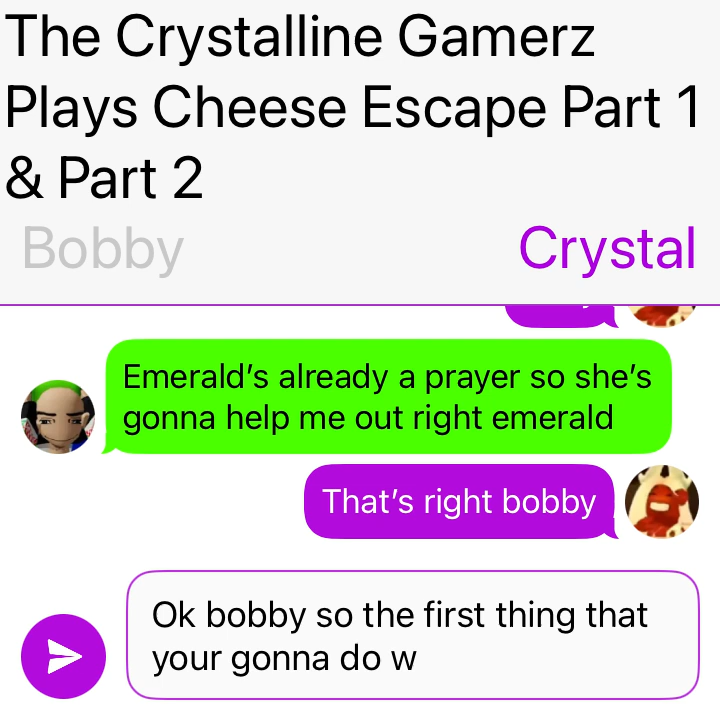 The Crystalline Gamerz
Plays Cheese Escape Part 1
& Part 2
Bobby
Crystal
Emerald’s already a prayer so she’s
gonna help me out right emerald
That’s right bobby
Ok bobby so the first thing that
your gonna do w